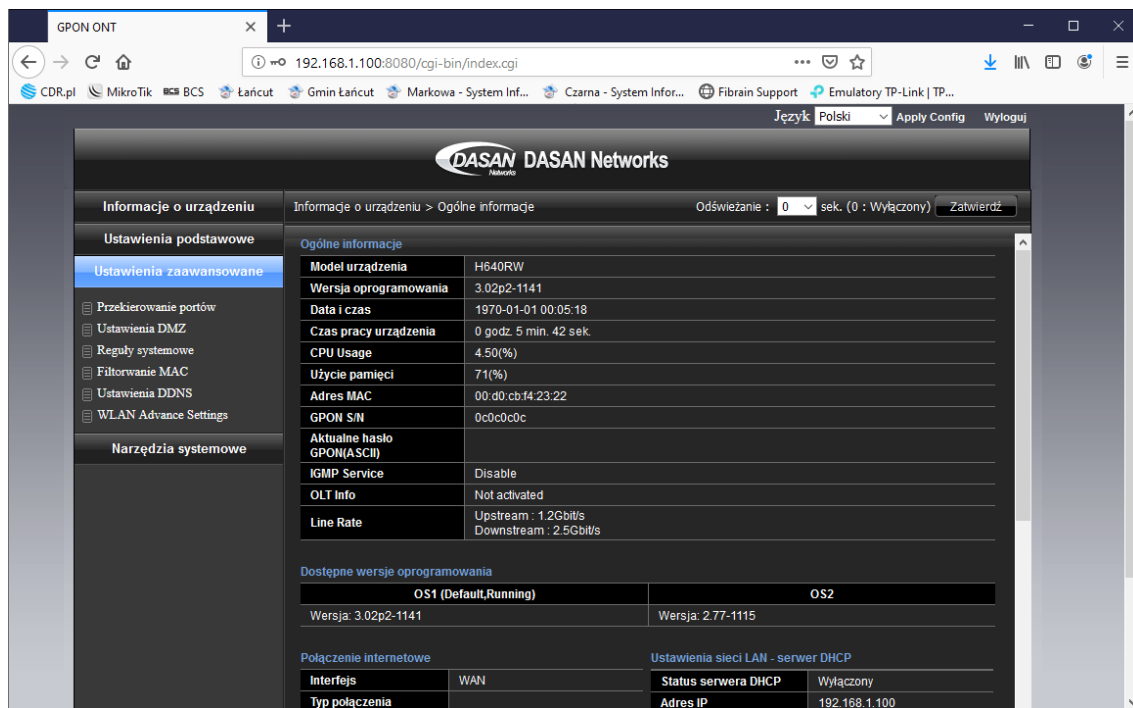 GPON ONT
192.168.1.100:8080/cgi-bin/index.cgi
CDR.pl MikroTik BCS BCS Łańcut Gmin Łańcut Markowa - System Inf... Czarna - System Infor... Fibrain Support Emulatory TP-Link | TP...
Język Polski Apply Config Wyloguj
DASAN Networks DASAN Networks
Informacje o urządzeniu
Informacje o urządzeniu > Ogólne informacje
Odświeżanie : 0 sek. (0 : Wyłączony) Zatwierdź
Ustawienia podstawowe
Ustawienia zaawansowane
Przekierowanie portów
Ustawienia DMZ
Reguły systemowe
Filtorwanie MAC
Ustawienia DDNS
WLAN Advance Settings
Narzędzia systemowe
Ogólne informacje
Model urządzenia H640RW
Wersja oprogramowania 3.02p2-1141
Data i czas 1970-01-01 00:05:18
Czas pracy urządzenia 0 godz. 5 min. 42 sek.
CPU Usage 4.50(%)
Użycie pamięci 71(%)
Adres MAC 00:d0:cb:f4:23:22
GPON S/N 0c0c0c0c
Aktualne hasło
GPON(ASCII)
IGMP Service Disable
OLT Info Not activated
Line Rate Upstream : 1.2Gbit/s
Downstream : 2.5Gbit/s
Dostępne wersje oprogramowania
OS1 (Default,Running) OS2
Wersja: 3.02p2-1141 Wersja: 2.77-1115
Połączenie internetowe
Interfejs WAN
Typ połączenia
Ustawienia sieci LAN - serwer DHCP
Status serwera DHCP Wyłączony
Adres IP 192.168.1.100